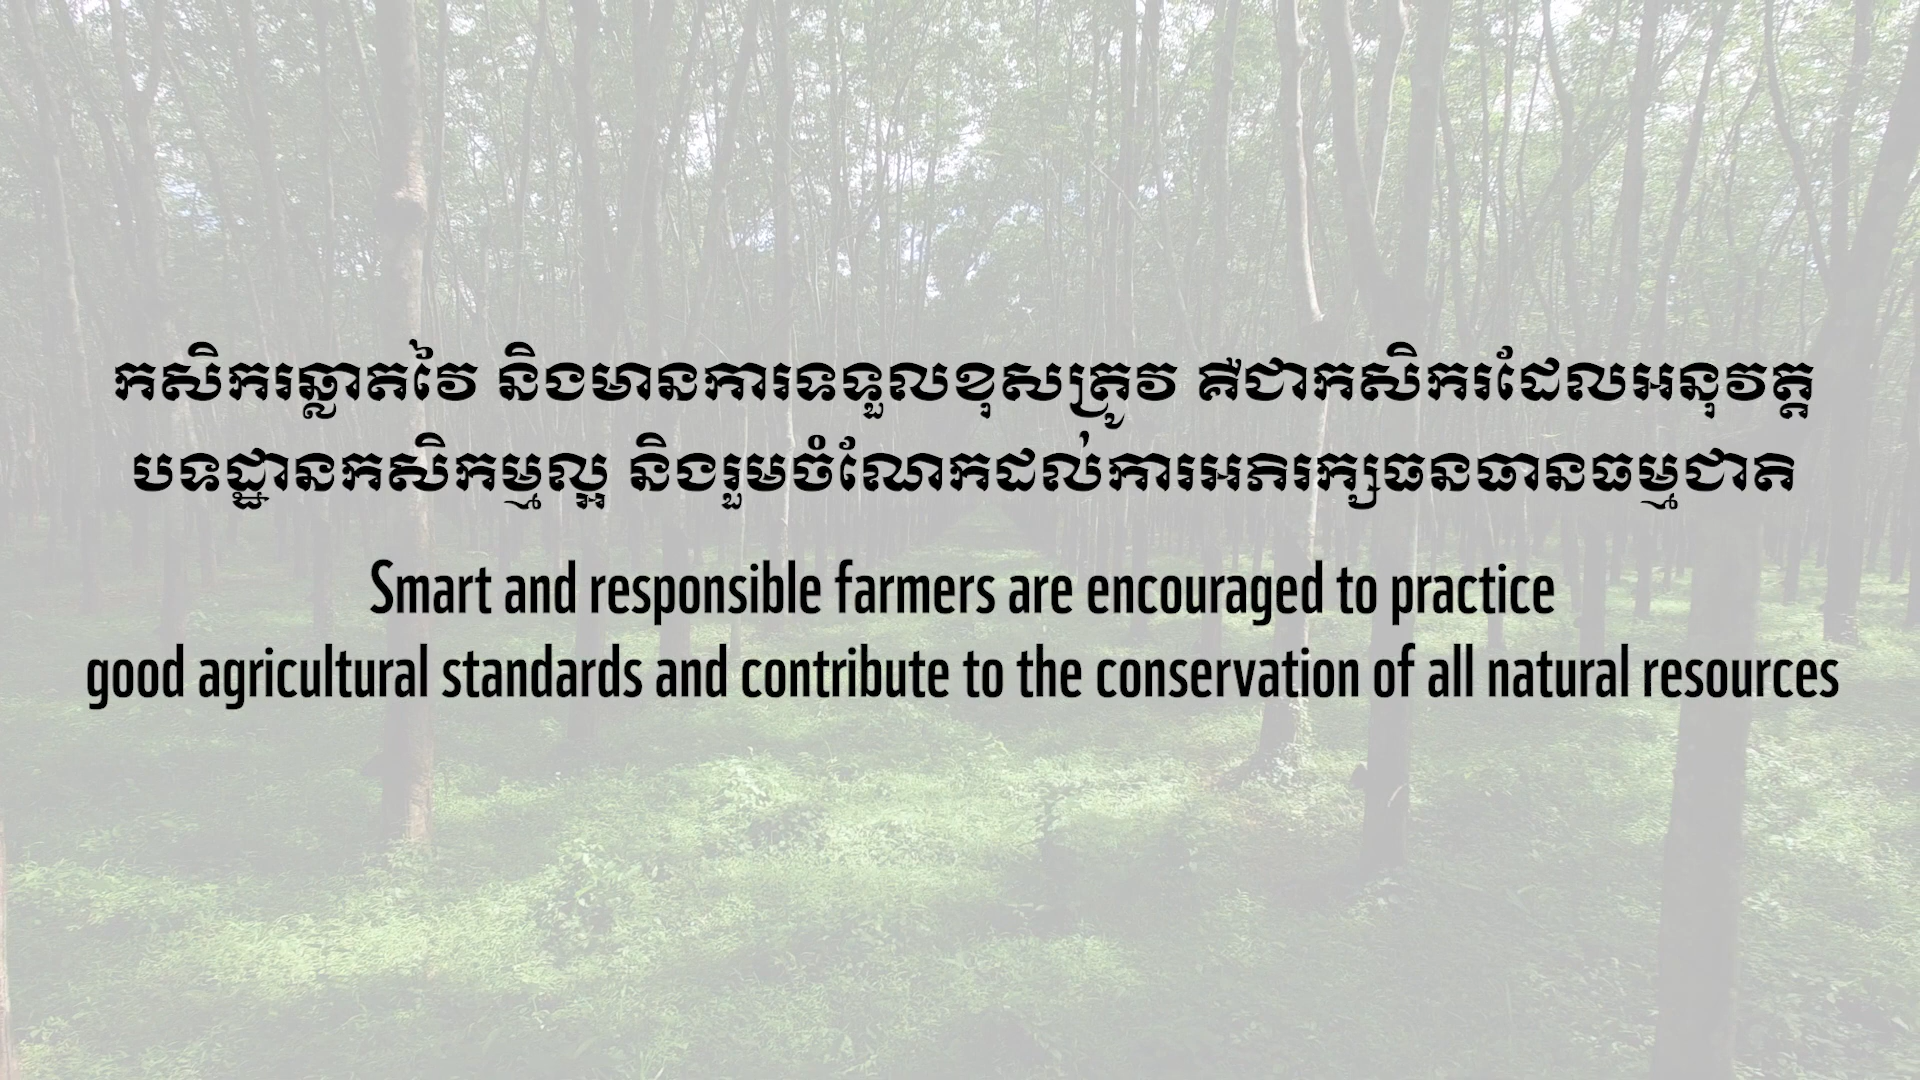 កសិករឆ្លាតវៃ និងមានការទទួលខុសត្រូវ គឺជាកសិករដែលអនុវត្ត
បទដ្ឋានកសិកម្មល្អ និងរួមចំណែកដល់ការអភិរក្សធនធានធម្មជាតិ
Smart and responsible farmers are encouraged to practice
good agricultural standards and contribute to the conservation of all natural resources